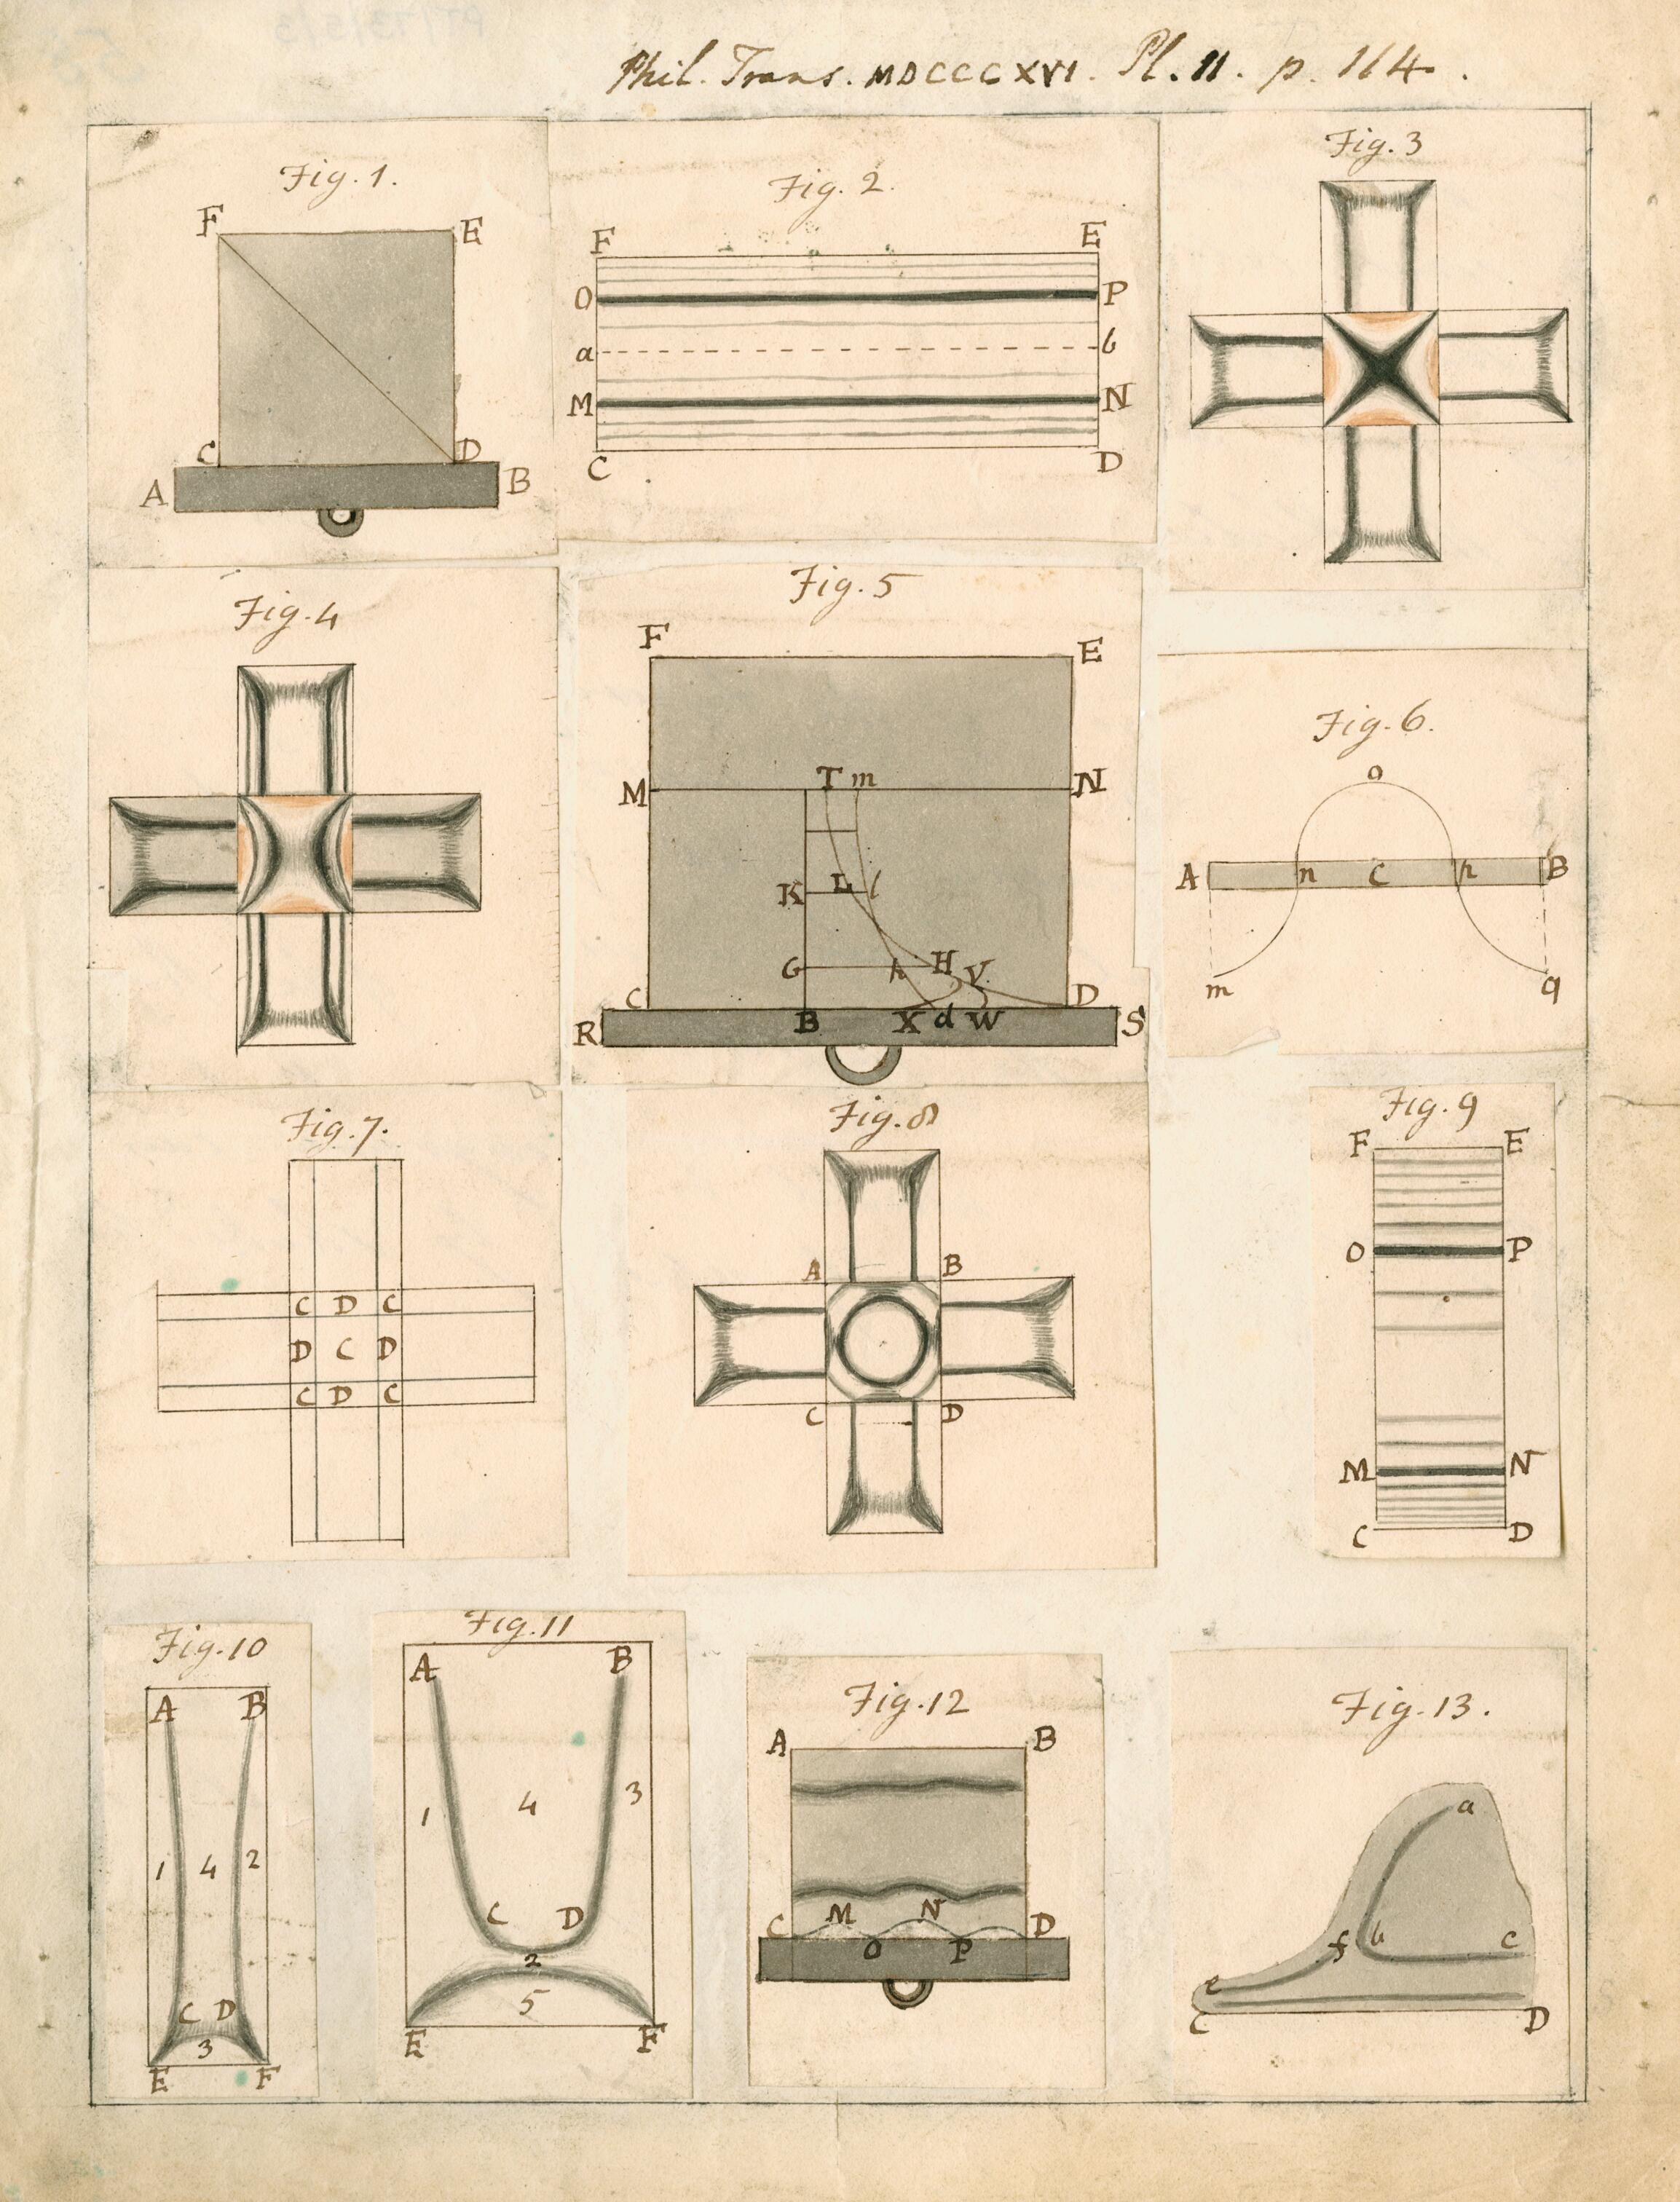 Phil. Trans. MDCCCXVI. Pl. 11. p. 114.
Fig. 1.
F E
C D
A B
Fig. 2.
F E
O P
a b
M N
C D
Fig. 3
Fig. 4
Fig. 5
F E
M T m N
K L l
G h H V
C D
R B X d W S
Fig. 6.
o
A n C p B
m q
Fig. 7.
C D C
D C D
C D C
Fig. 8
A B
C D
Fig. 9
F E
O P
M N
C D
Fig. 10
A B
1 4 2
C D
3
E F
Fig. 11
A B
1 4 3
C D
2
5
E F
Fig. 12
A B
C M N D
O P
Fig. 13.
a
f b c
e
C D